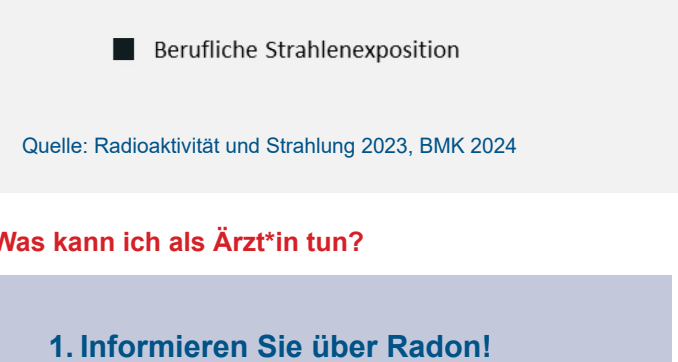 Berufliche Strahlenexposition
Quelle: Radioaktivität und Strahlung 2023, BMK 2024
Was kann ich als Ärzt*in tun?
1. Informieren Sie über Radon!